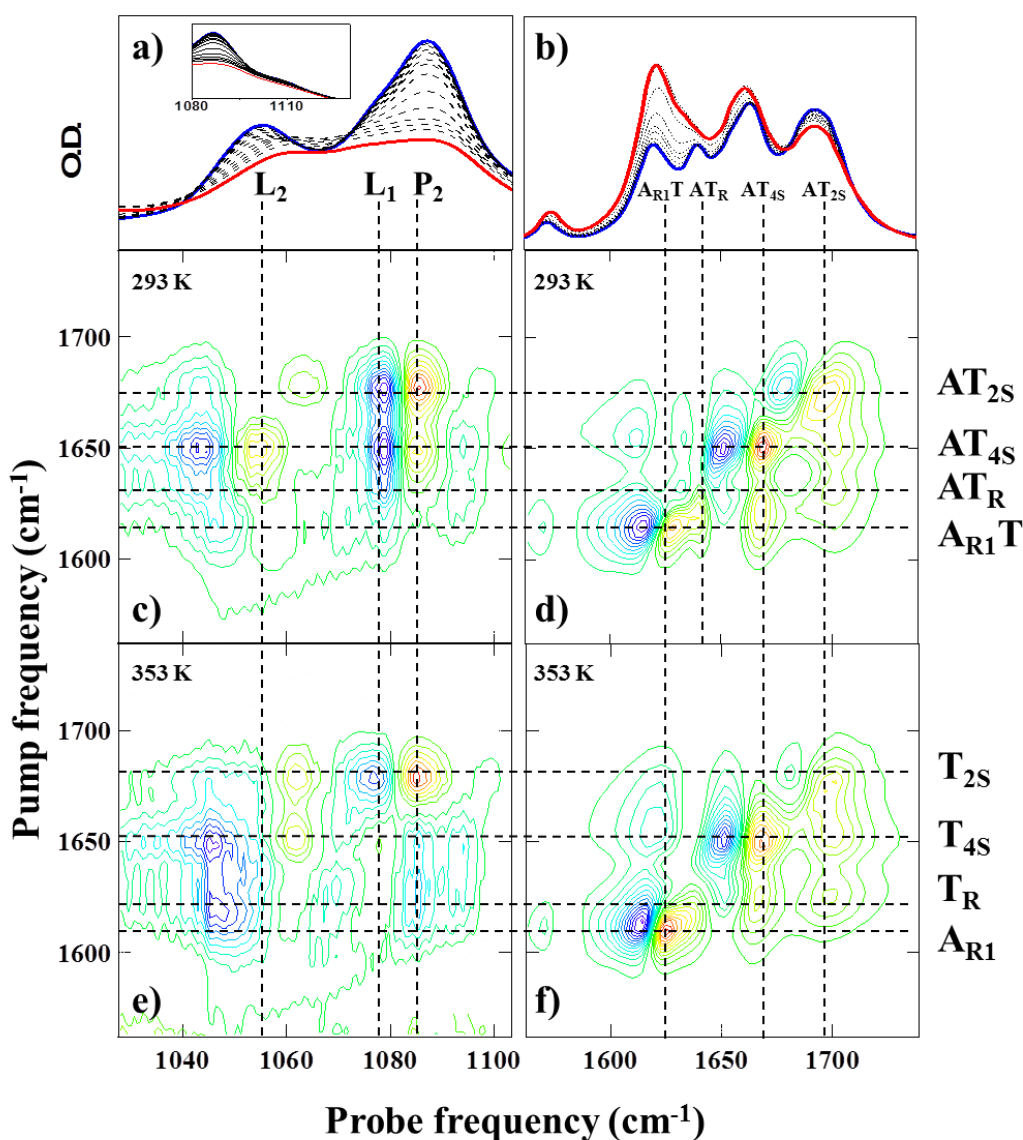 a)
1080
1110
O.D.
L2
L1
P2
b)
AR1T
ATR
AT4S
AT2S
293 K
1700
1650
1600
c)
293 K
d)
AT2S
AT4S
ATR
AR1T
353 K
1700
1650
1600
e)
353 K
f)
T2S
T4S
TR
AR1
Pump frequency (cm-1)
1040
1060
1080
1100
1600
1650
1700
Probe frequency (cm-1)